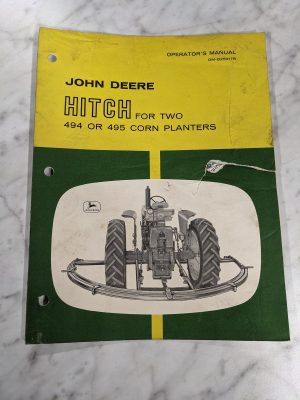 OPERATOR'S MANUAL
JOHN DEERE
HITCH FOR TWO
494 OR 495 CORN PLANTERS